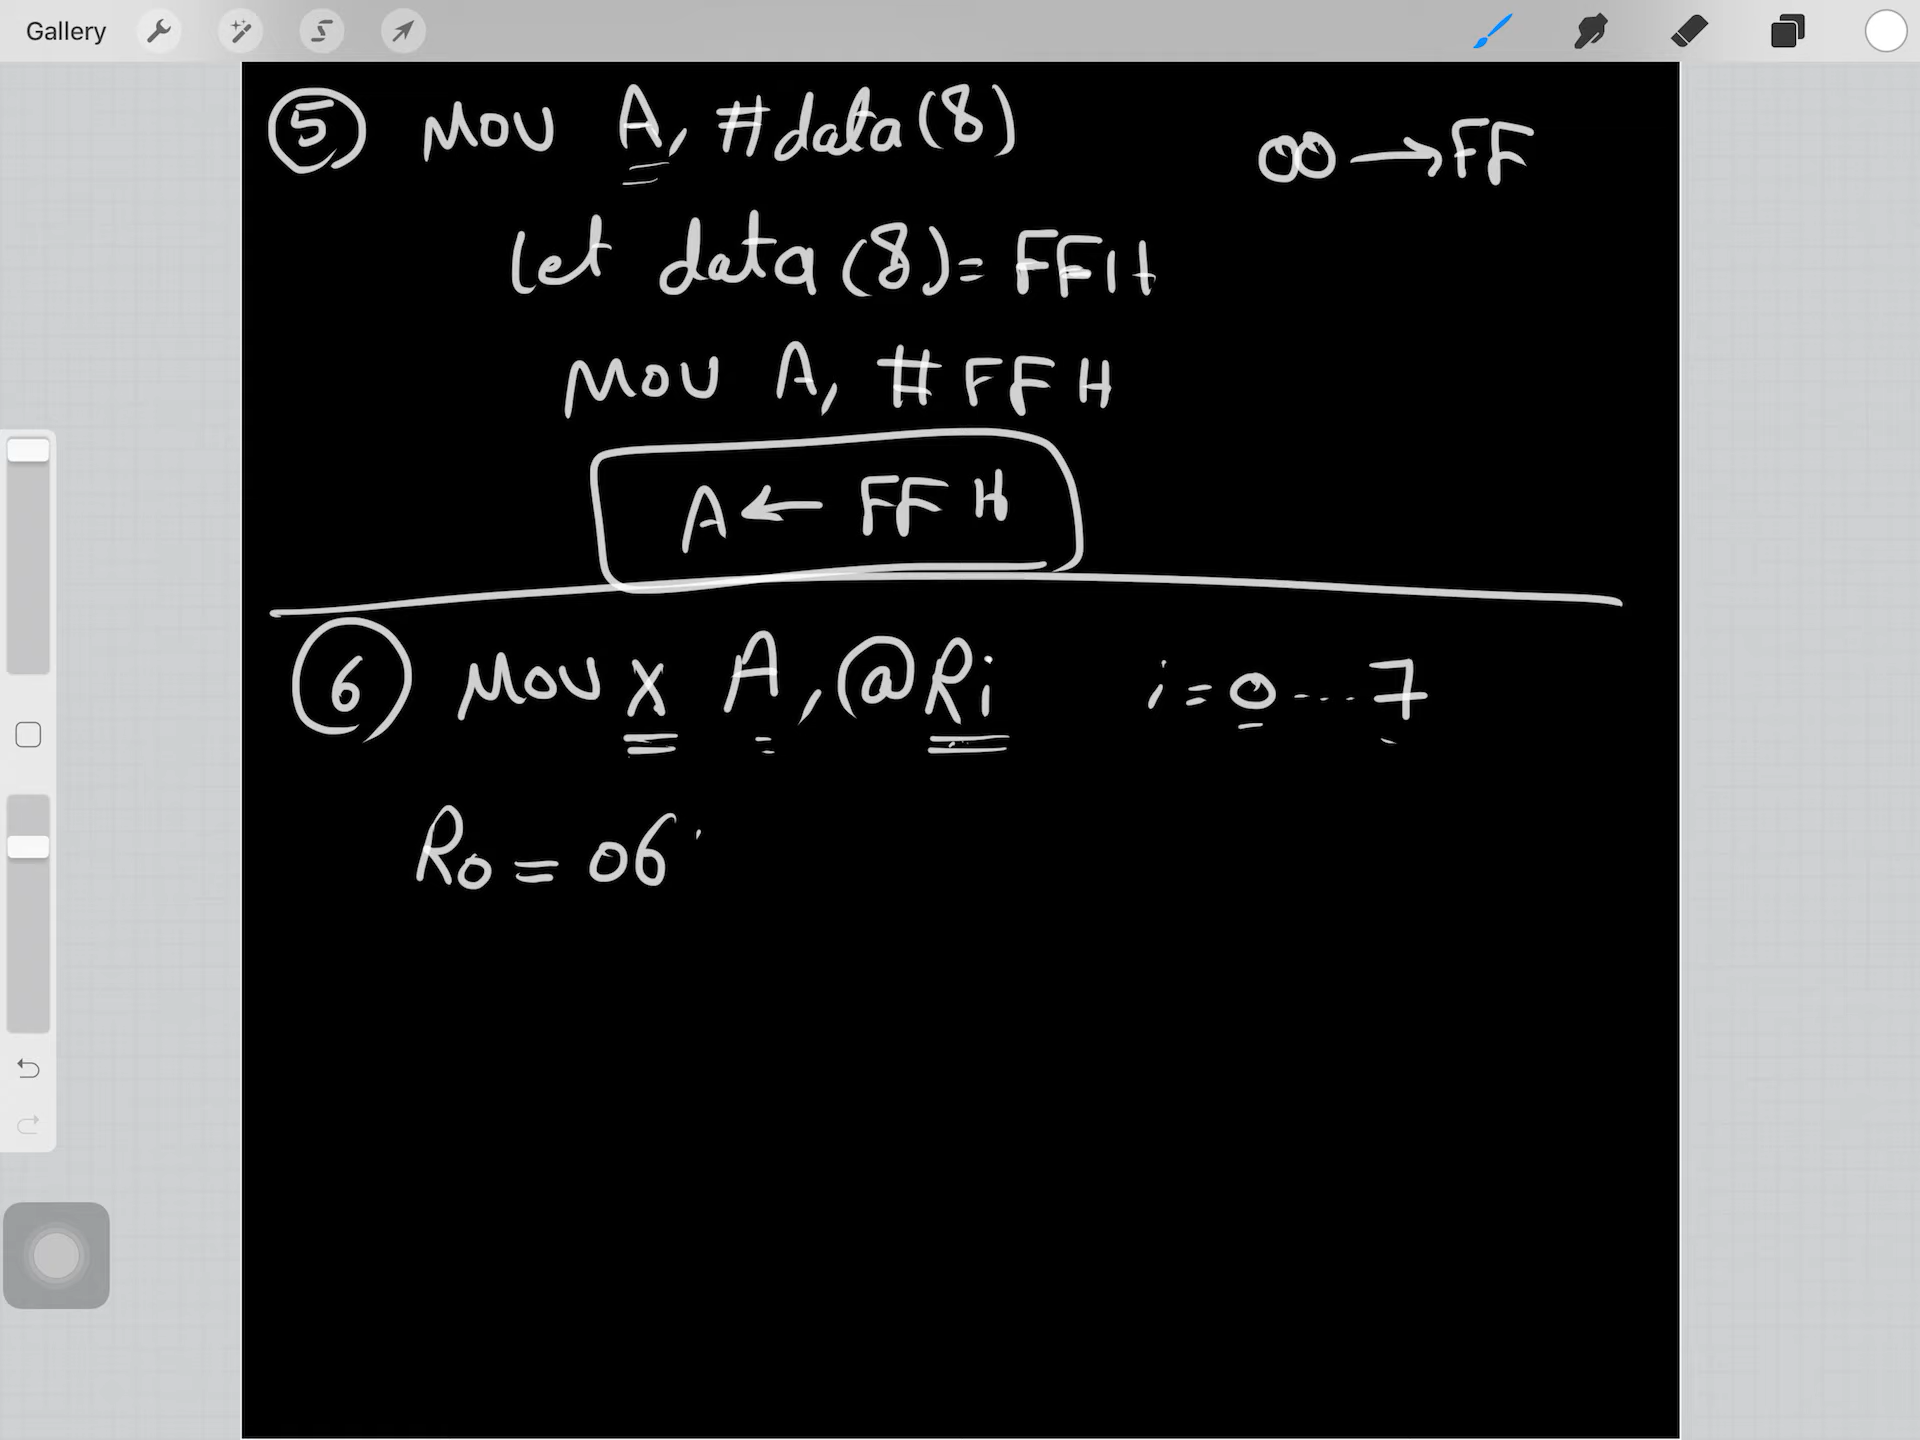 Gallery
5 Mov A, #data(8)
00 → FF
let data(8) = FFH
Mov A, #FFH
A ← FFH
6 Movx A, @Ri i = 0...7
R0 = 06